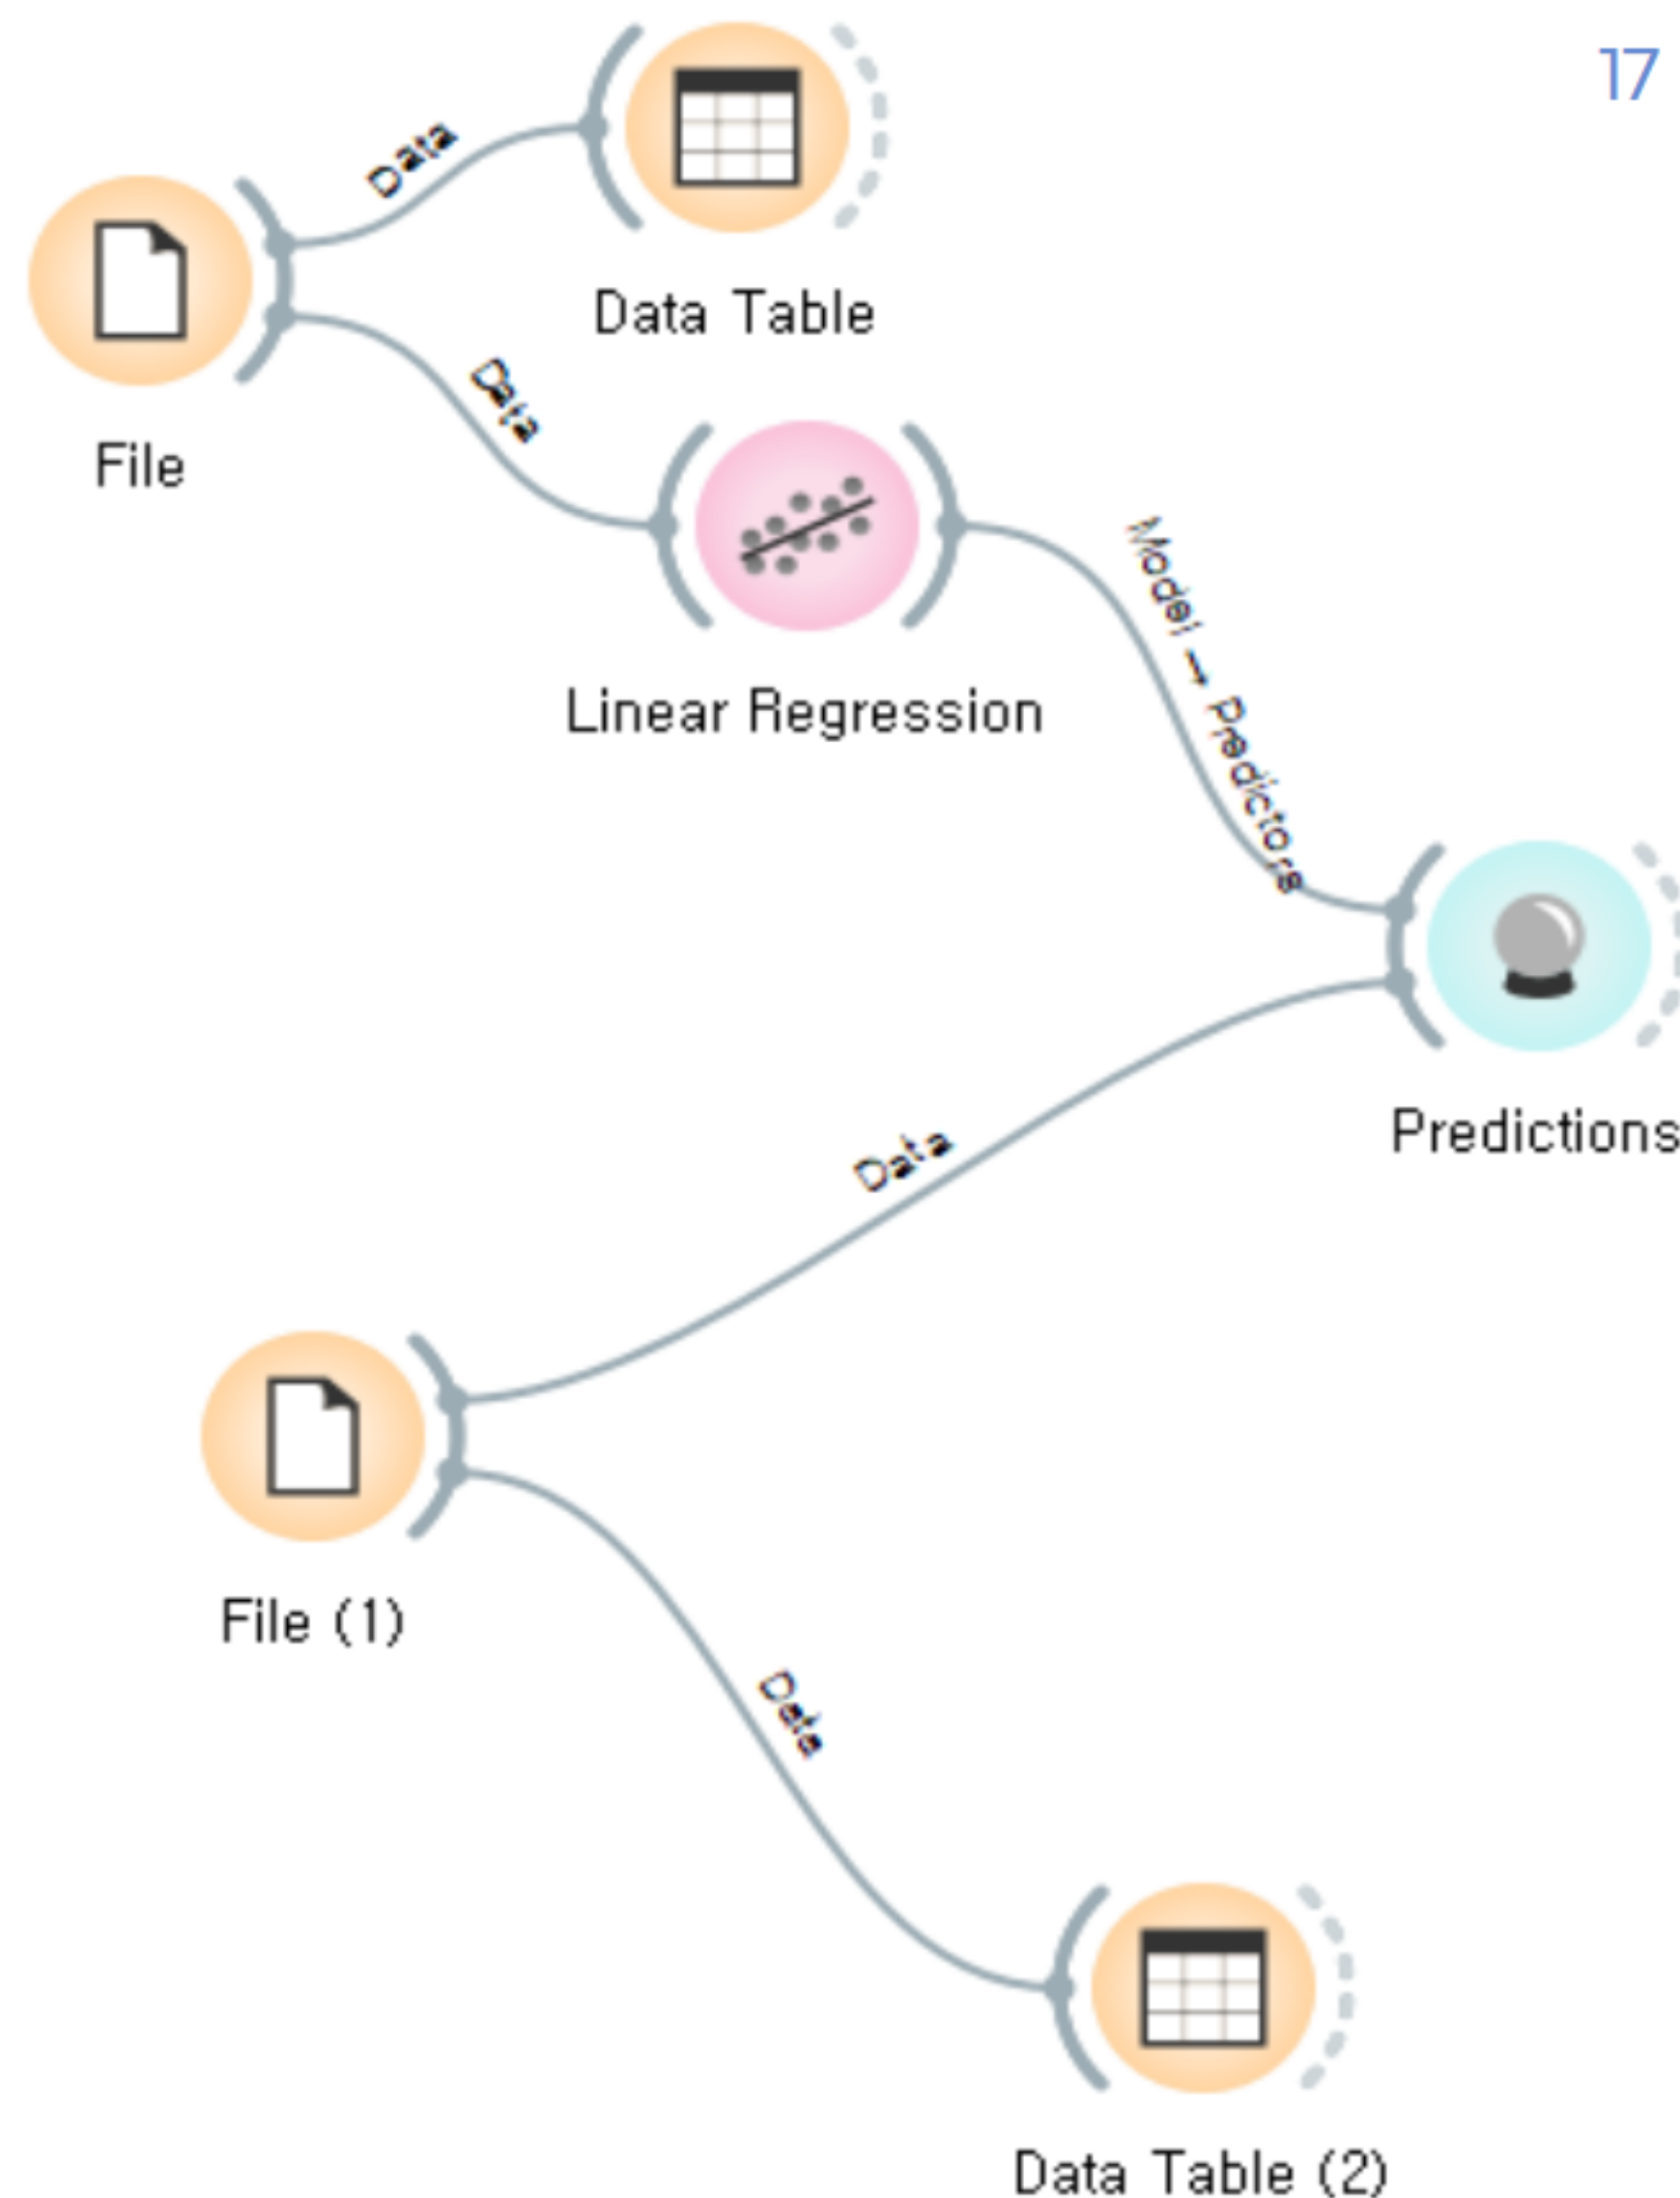 17
Data
Data Table
File
Data
Linear Regression
Model → Predictors
Predictions
Data
File (1)
Data
Data Table (2)